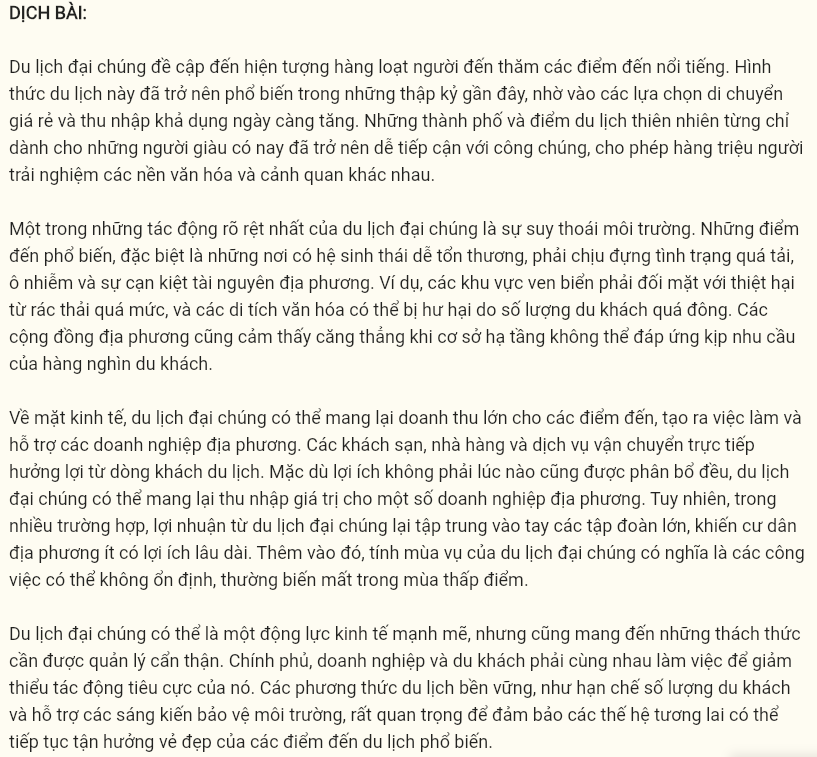 DỊCH BÀI:
Du lịch đại chúng đề cập đến hiện tượng hàng loạt người đến thăm các điểm đến nổi tiếng. Hình
thức du lịch này đã trở nên phổ biến trong những thập kỷ gần đây, nhờ vào các lựa chọn di chuyển
giá rẻ và thu nhập khả dụng ngày càng tăng. Những thành phố và điểm du lịch thiên nhiên từng chỉ
dành cho những người giàu có nay đã trở nên dễ tiếp cận với công chúng, cho phép hàng triệu người
trải nghiệm các nền văn hóa và cảnh quan khác nhau.
Một trong những tác động rõ rệt nhất của du lịch đại chúng là sự suy thoái môi trường. Những điểm
đến phổ biến, đặc biệt là những nơi có hệ sinh thái dễ tổn thương, phải chịu đựng tình trạng quá tải,
ô nhiễm và sự cạn kiệt tài nguyên địa phương. Ví dụ, các khu vực ven biển phải đối mặt với thiệt hại
từ rác thải quá mức, và các di tích văn hóa có thể bị hư hại do số lượng du khách quá đông. Các
cộng đồng địa phương cũng cảm thấy căng thẳng khi cơ sở hạ tầng không thể đáp ứng kịp nhu cầu
của hàng nghìn du khách.
Về mặt kinh tế, du lịch đại chúng có thể mang lại doanh thu lớn cho các điểm đến, tạo ra việc làm và
hỗ trợ các doanh nghiệp địa phương. Các khách sạn, nhà hàng và dịch vụ vận chuyển trực tiếp
hưởng lợi từ dòng khách du lịch. Mặc dù lợi ích không phải lúc nào cũng được phân bổ đều, du lịch
đại chúng có thể mang lại thu nhập giá trị cho một số doanh nghiệp địa phương. Tuy nhiên, trong
nhiều trường hợp, lợi nhuận từ du lịch đại chúng lại tập trung vào tay các tập đoàn lớn, khiến cư dân
địa phương ít có lợi ích lâu dài. Thêm vào đó, tính mùa vụ của du lịch đại chúng có nghĩa là các công
việc có thể không ổn định, thường biến mất trong mùa thấp điểm.
Du lịch đại chúng có thể là một động lực kinh tế mạnh mẽ, nhưng cũng mang đến những thách thức
cần được quản lý cẩn thận. Chính phủ, doanh nghiệp và du khách phải cùng nhau làm việc để giảm
thiểu tác động tiêu cực của nó. Các phương thức du lịch bền vững, như hạn chế số lượng du khách
và hỗ trợ các sáng kiến bảo vệ môi trường, rất quan trọng để đảm bảo các thế hệ tương lai có thể
tiếp tục tận hưởng vẻ đẹp của các điểm đến du lịch phổ biến.